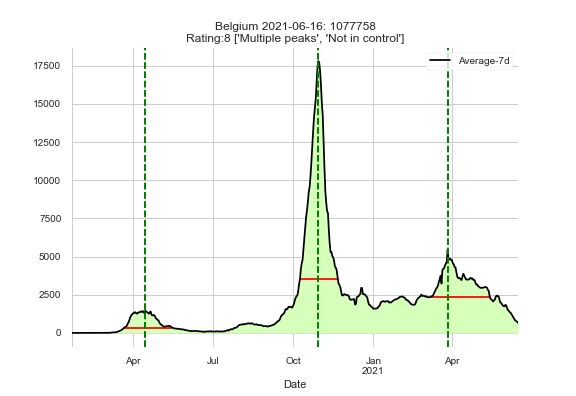 Belgium 2021-06-16: 1077758
Rating:8 ['Multiple peaks', 'Not in control']
Average-7d
17500
15000
12500
10000
7500
5000
2500
0
Apr
Jul
Oct
Jan
2021
Apr
Date